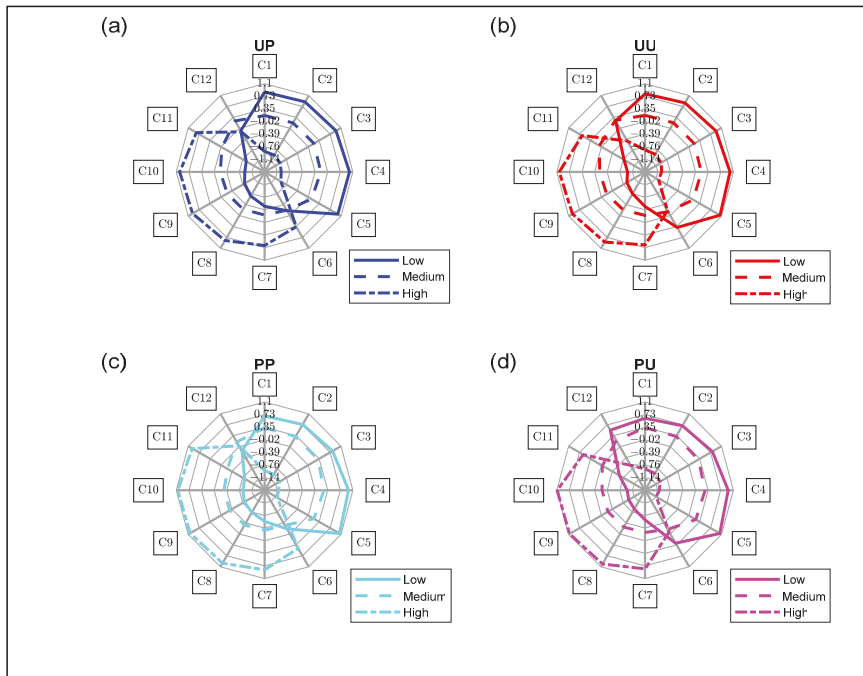 (a)
UP
C1
C2
C3
C4
C5
C6
C7
C8
C9
C10
C11
C12
1.1
0.73
0.35
-0.02
-0.39
-0.76
-1.14
Low
Medium
High
(b)
UU
C1
C2
C3
C4
C5
C6
C7
C8
C9
C10
C11
C12
1.1
0.73
0.35
-0.02
-0.39
-0.76
-1.14
Low
Medium
High
(c)
PP
C1
C2
C3
C4
C5
C6
C7
C8
C9
C10
C11
C12
1.1
0.73
0.35
-0.02
-0.39
-0.76
-1.14
Low
Medium
High
(d)
PU
C1
C2
C3
C4
C5
C6
C7
C8
C9
C10
C11
C12
1.1
0.73
0.35
-0.02
-0.39
-0.76
-1.14
Low
Medium
High